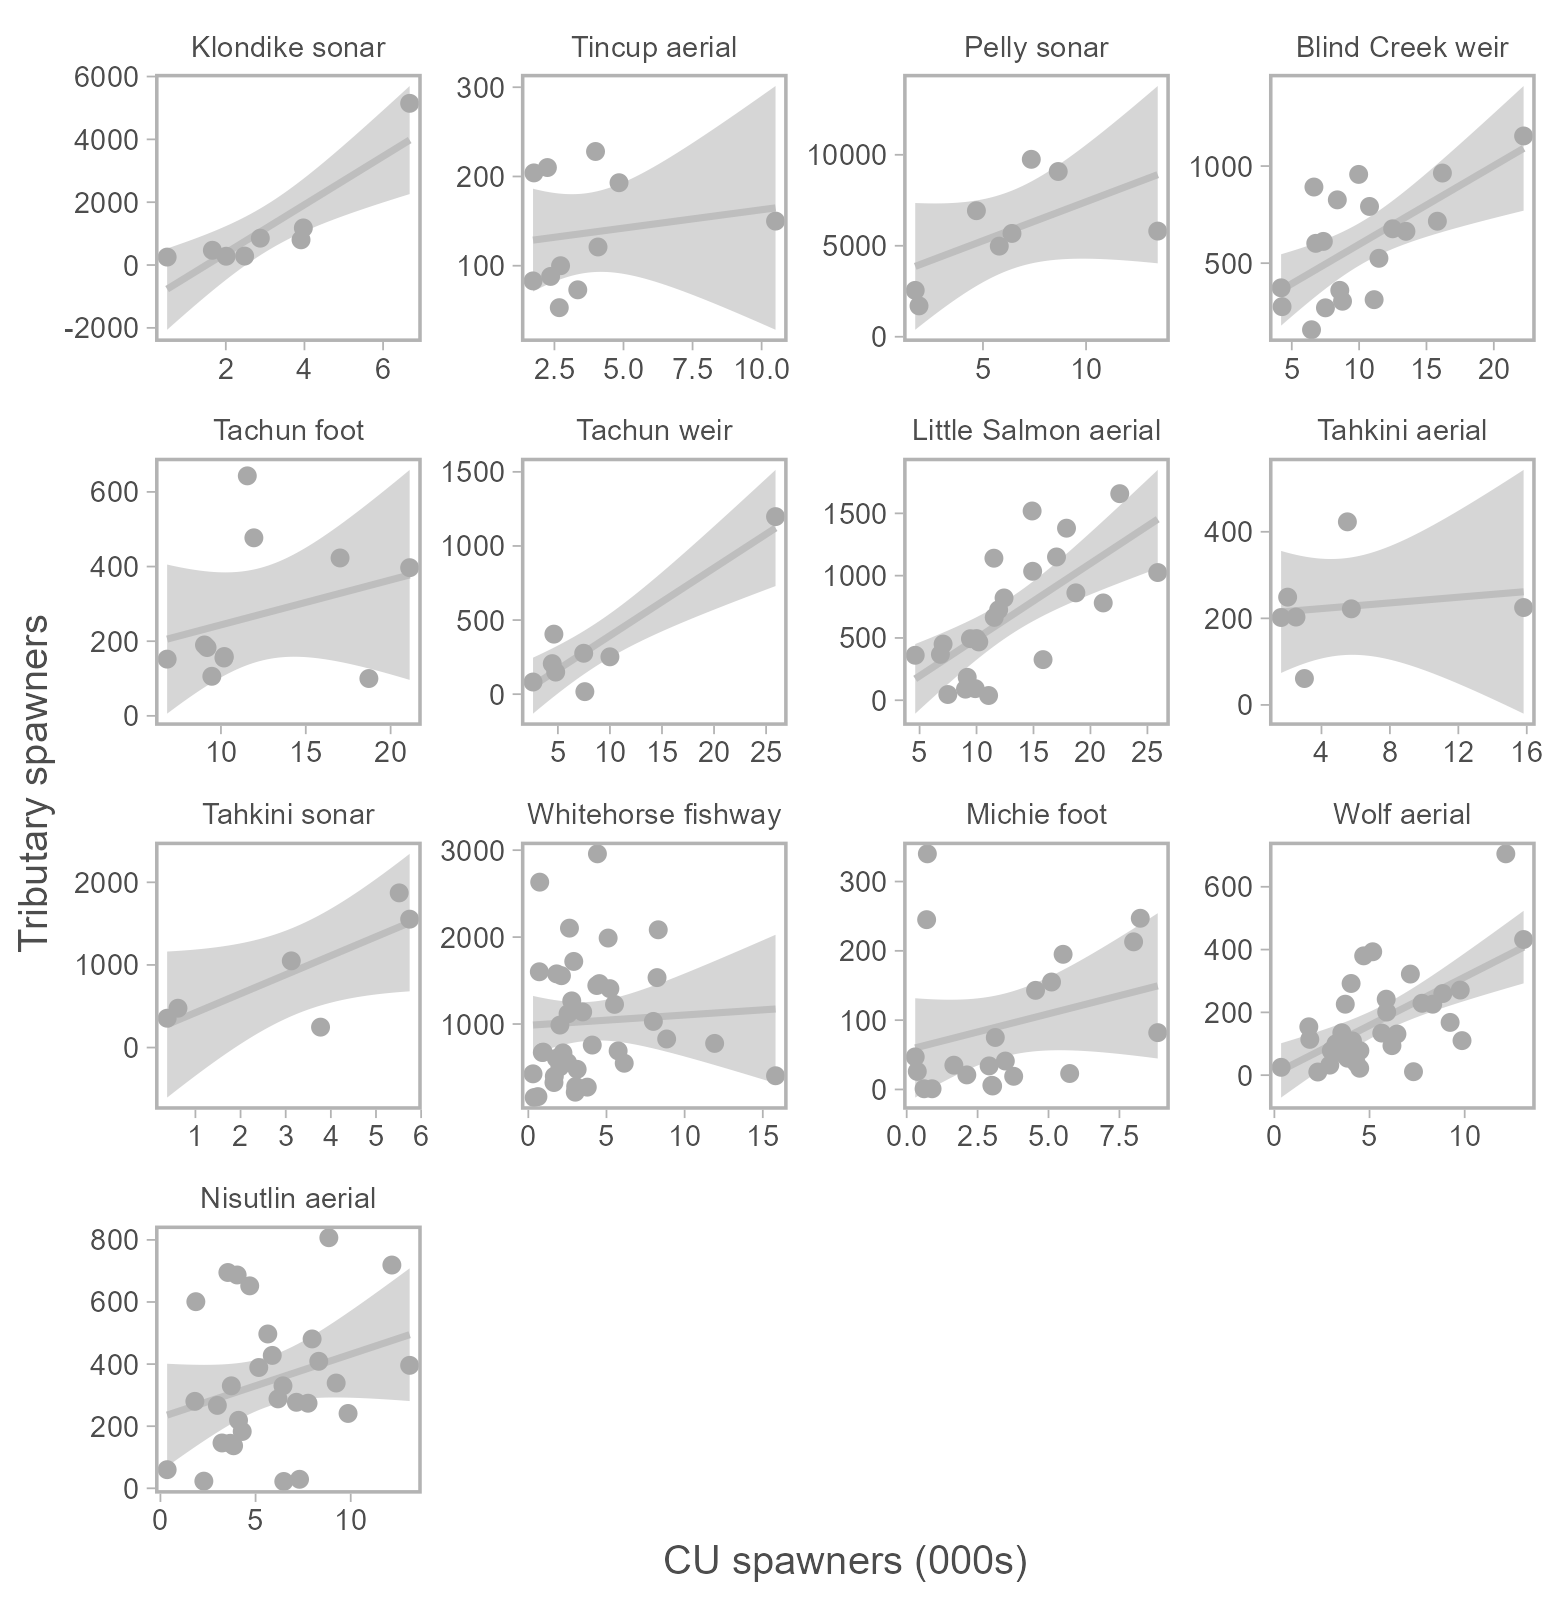 Klondike sonar Tincup aerial Pelly sonar Blind Creek weir
6000 4000 2000 0 -2000
300 200 100
10000 5000 0
1000 500
2 4 6
2.5 5.0 7.5 10.0
5 10
5 10 15 20
Tachun foot Tachun weir Little Salmon aerial Tahkini aerial
600 400 200 0
1500 1000 500 0
1500 1000 500 0
400 200 0
10 15 20
5 10 15 20 25
5 10 15 20 25
4 8 12 16
Tributary spawners
Tahkini sonar Whitehorse fishway Michie foot Wolf aerial
2000 1000 0
3000 2000 1000
300 200 100 0
600 400 200 0
1 2 3 4 5 6
0 5 10 15
0.0 2.5 5.0 7.5
0 5 10
Nisutlin aerial
800 600 400 200 0
0 5 10
CU spawners (000s)